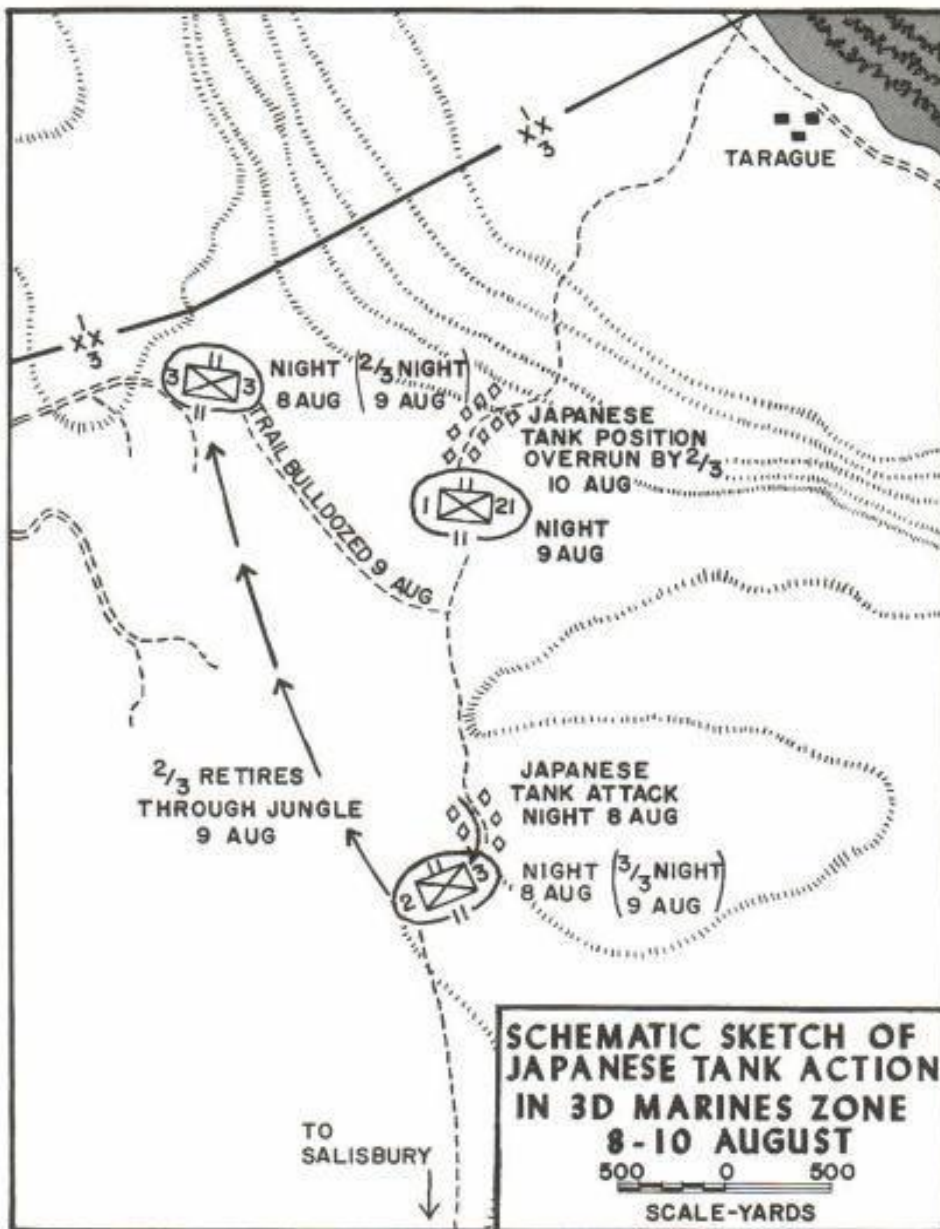 1
XX
3
TARAGUE
1
XX
3
3 II 3
II
NIGHT (2/3 NIGHT)
8 AUG (9 AUG)
TRAIL BULLDOZED 9 AUG
JAPANESE
TANK POSITION
OVERRUN BY 2/3
10 AUG
1 II 21
II
NIGHT
9 AUG
2/3 RETIRES
THROUGH JUNGLE
9 AUG
JAPANESE
TANK ATTACK
NIGHT 8 AUG
2 II 3
II
NIGHT (3/3 NIGHT)
8 AUG (9 AUG)
TO
SALISBURY
SCHEMATIC SKETCH OF
JAPANESE TANK ACTION
IN 3D MARINES ZONE
8-10 AUGUST
500 0 500
SCALE-YARDS